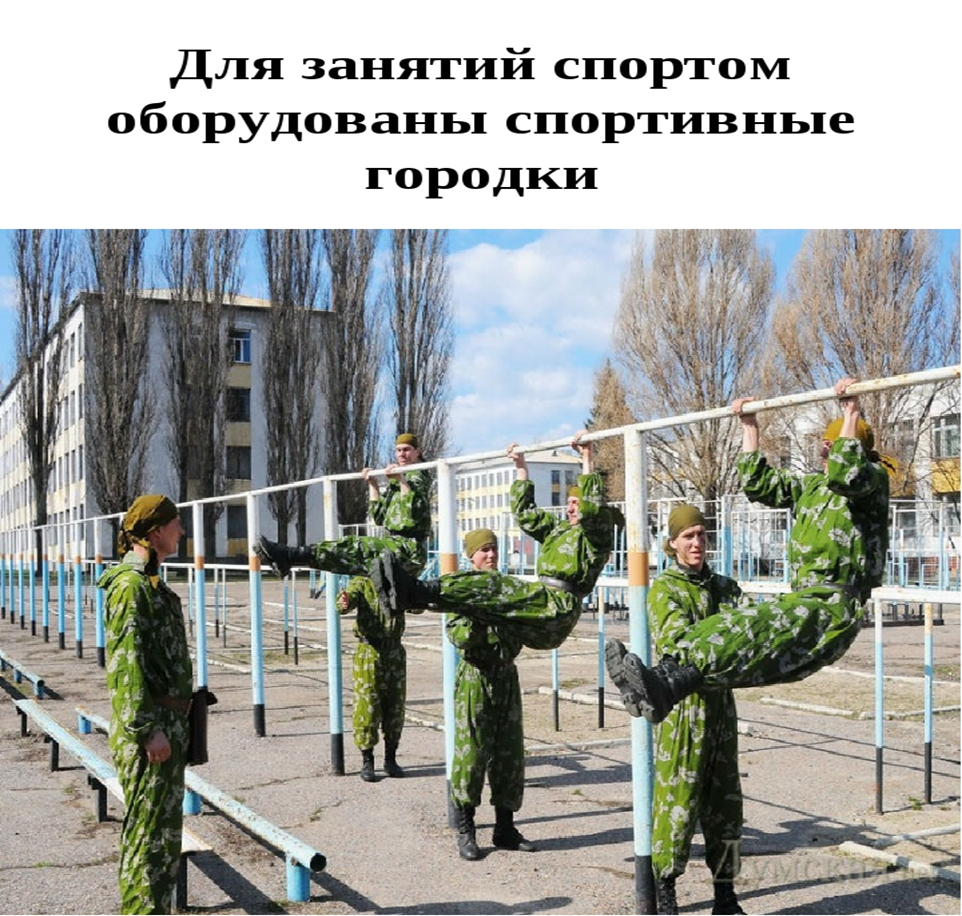 Для занятий спортом
оборудованы спортивные
городки